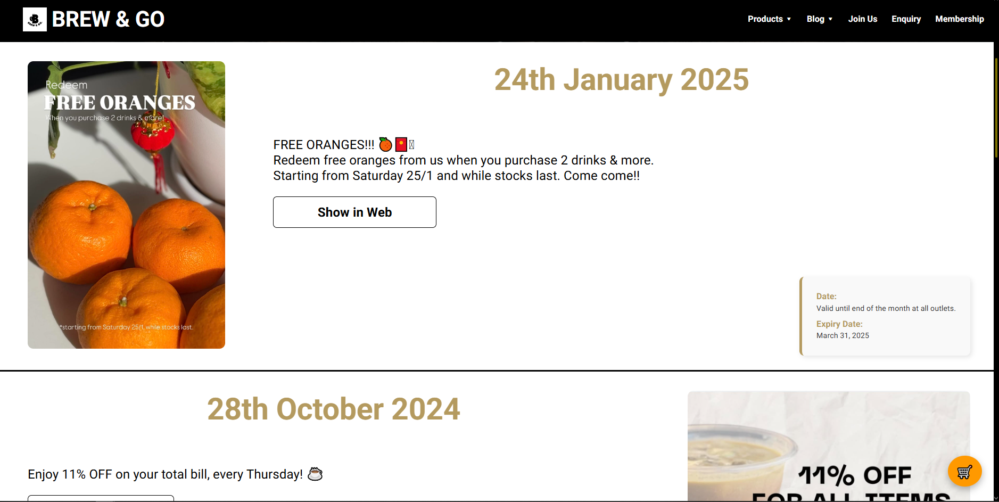 BREW & GO
BREW & GO
Products ▼ Blog ▼ Join Us Enquiry Membership
Redeem
FREE ORANGES
When you purchase 2 drinks & more!
*starting from Saturday 25/1, while stocks last.
24th January 2025
FREE ORANGES!!! 🍊🧧
Redeem free oranges from us when you purchase 2 drinks & more.
Starting from Saturday 25/1 and while stocks last. Come come!!
Show in Web
Date:
Valid until end of the month at all outlets.
Expiry Date:
March 31, 2025
28th October 2024
Enjoy 11% OFF on your total bill, every Thursday! ☕
11% OFF
FOR ALL ITEMS